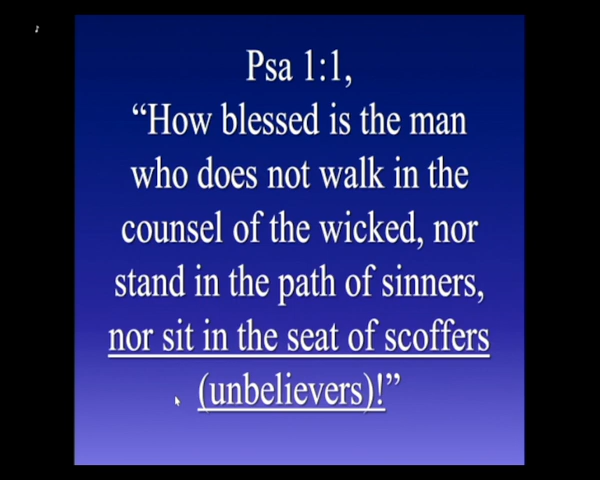 Psa 1:1,
“How blessed is the man
who does not walk in the
counsel of the wicked, nor
stand in the path of sinners,
nor sit in the seat of scoffers
(unbelievers)!”